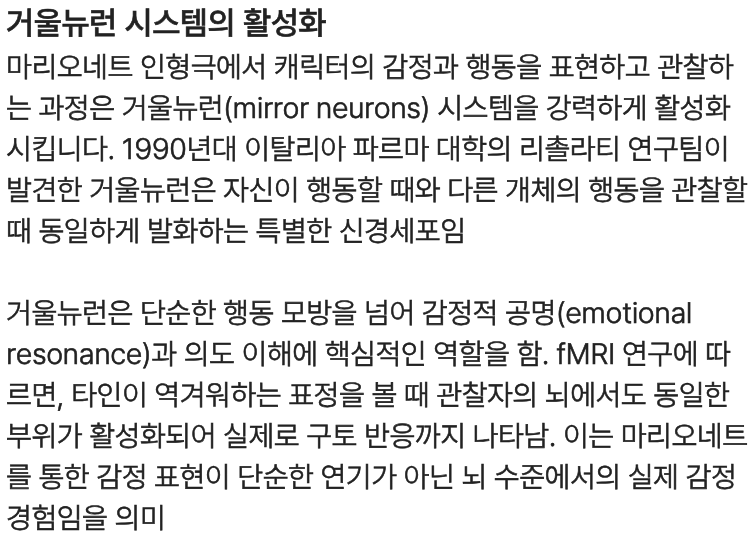 거울뉴런 시스템의 활성화
마리오네트 인형극에서 캐릭터의 감정과 행동을 표현하고 관찰하
는 과정은 거울뉴런(mirror neurons) 시스템을 강력하게 활성화
시킵니다. 1990년대 이탈리아 파르마 대학의 리촐라티 연구팀이
발견한 거울뉴런은 자신이 행동할 때와 다른 개체의 행동을 관찰할
때 동일하게 발화하는 특별한 신경세포임
거울뉴런은 단순한 행동 모방을 넘어 감정적 공명(emotional
resonance)과 의도 이해에 핵심적인 역할을 함. fMRI 연구에 따
르면, 타인이 역겨워하는 표정을 볼 때 관찰자의 뇌에서도 동일한
부위가 활성화되어 실제로 구토 반응까지 나타남. 이는 마리오네트
를 통한 감정 표현이 단순한 연기가 아닌 뇌 수준에서의 실제 감정
경험임을 의미